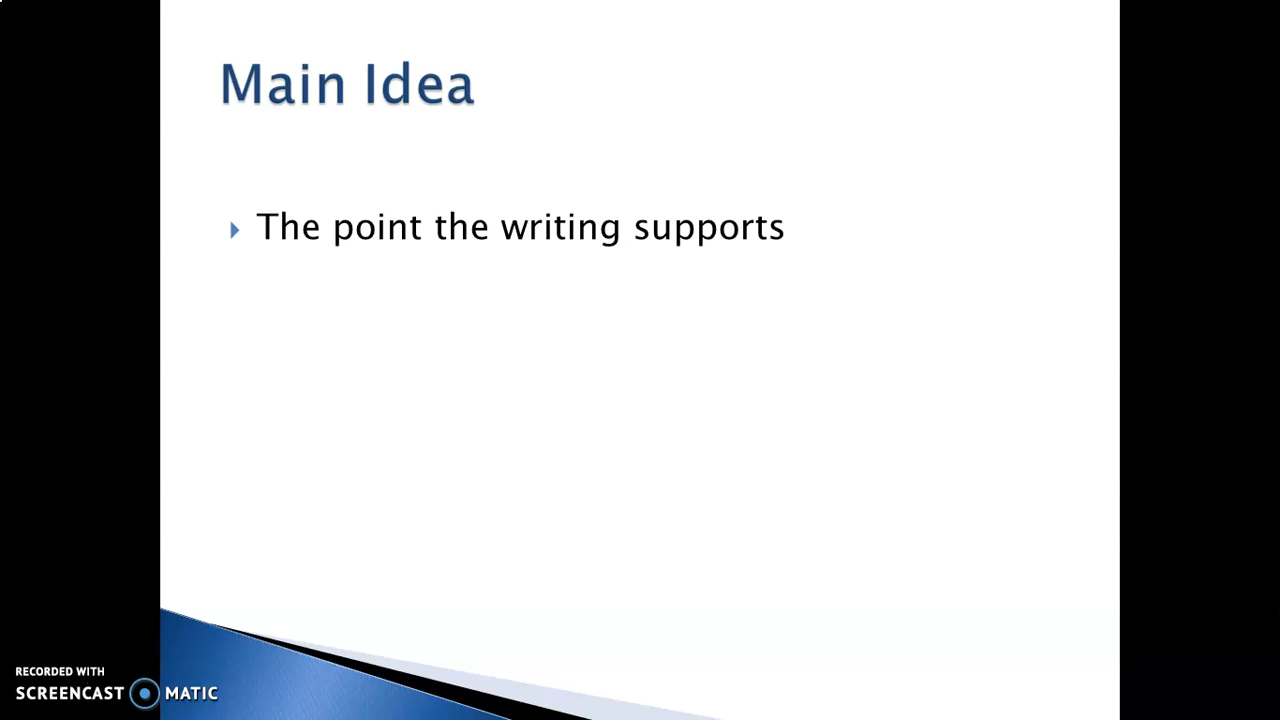 Main Idea
The point the writing supports
RECORDED WITH
SCREENCAST MATIC